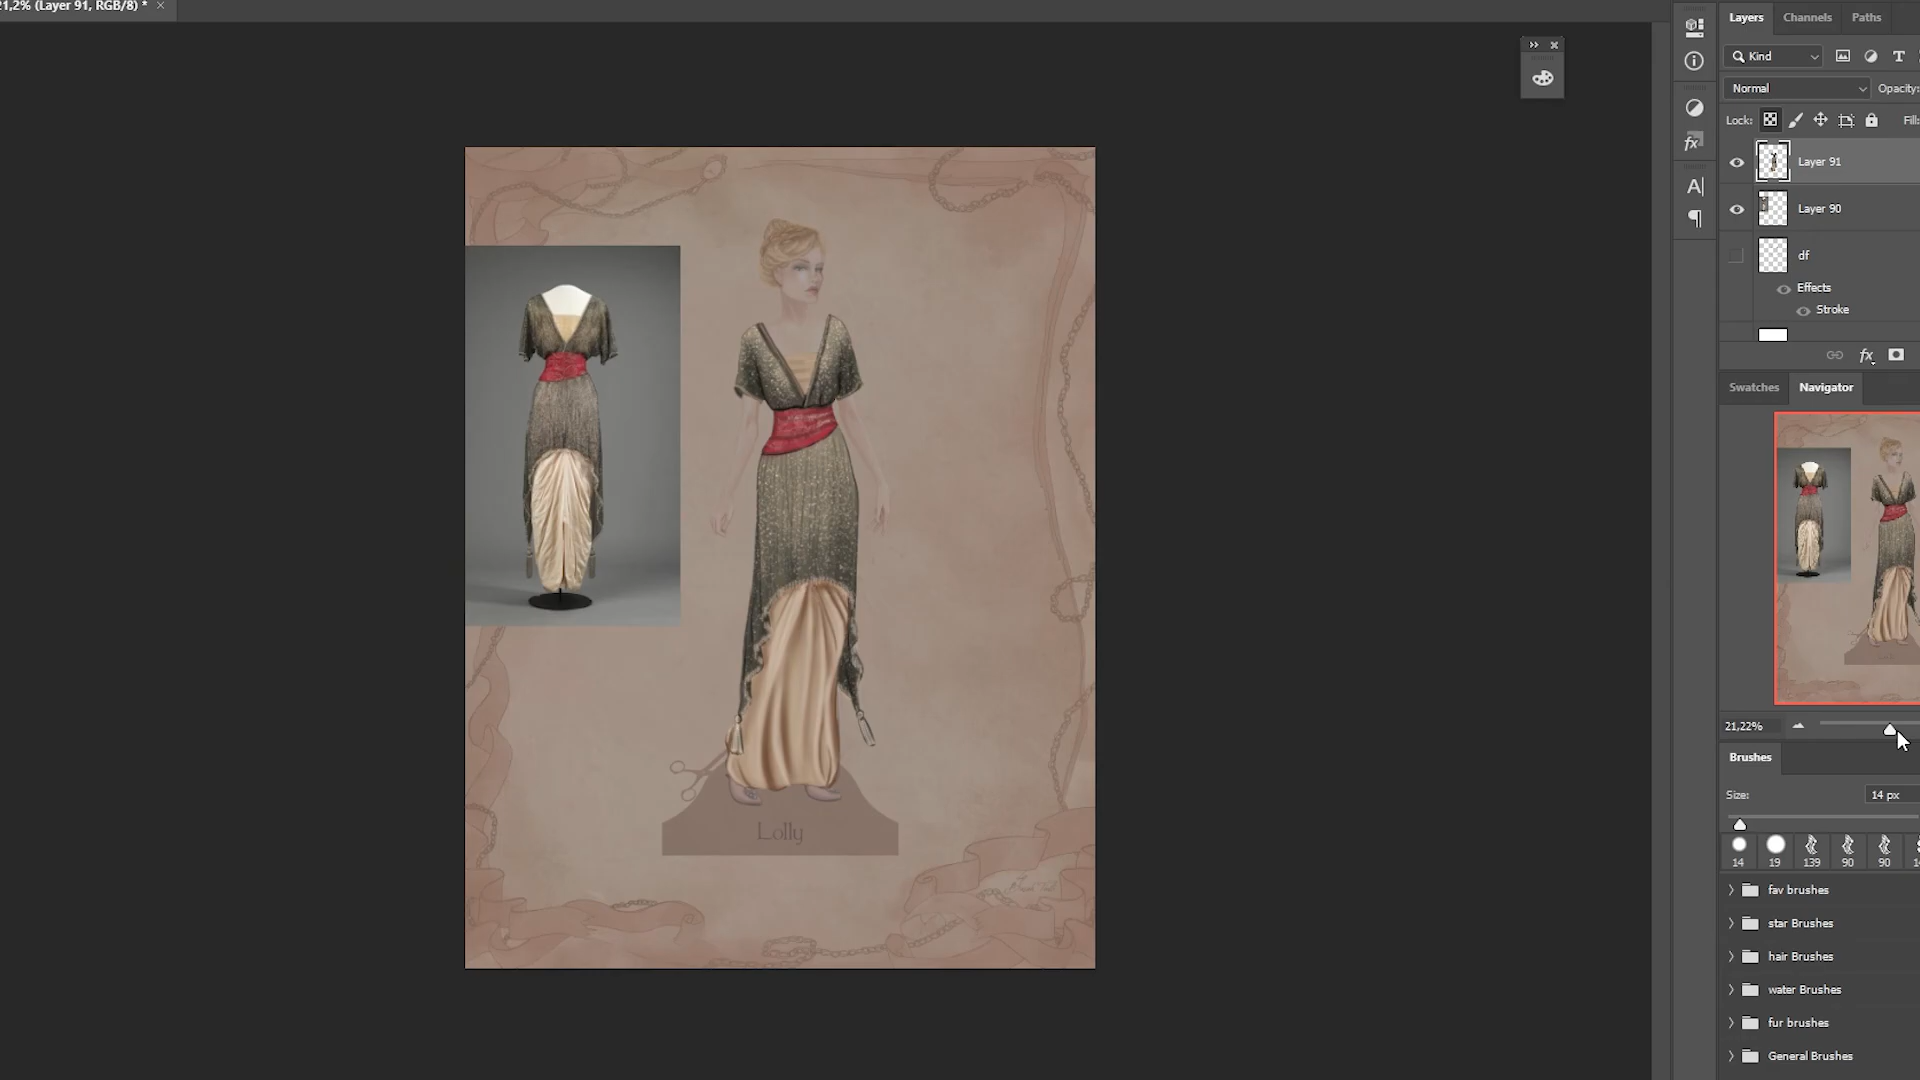 21,2% (Layer 91, RGB/8) *
Layers
Channels
Paths
Kind
Normal
Opacity:
Lock:
Fill
Layer 91
Layer 90
df
Effects
Stroke
fx
Swatches
Navigator
21,22%
Brushes
Size:
14 px
14
19
139
90
90
fav brushes
star Brushes
hair Brushes
water Brushes
fur brushes
General Brushes
Lolly